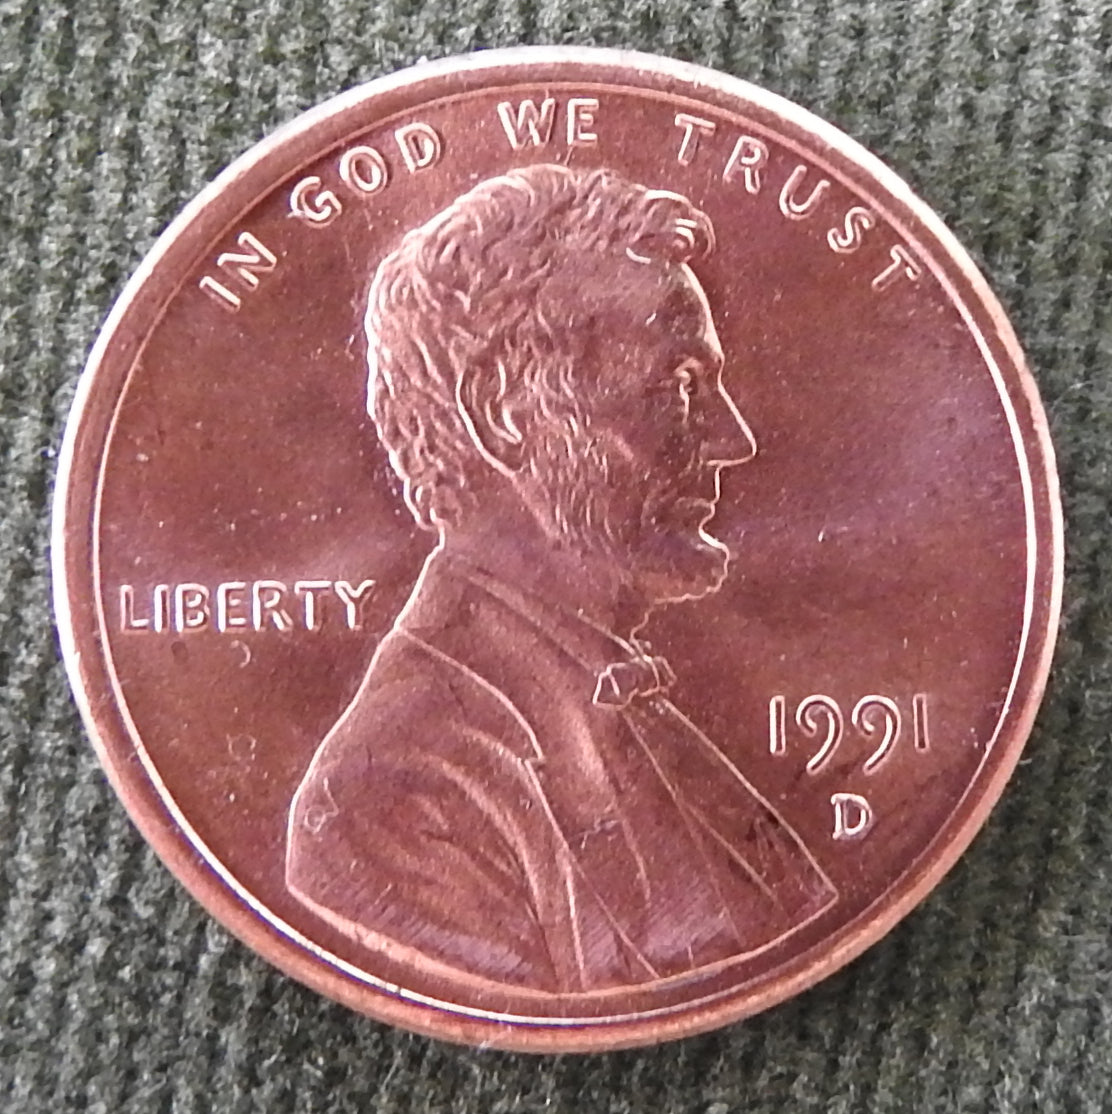 IN GOD WE TRUST
LIBERTY
1991
D